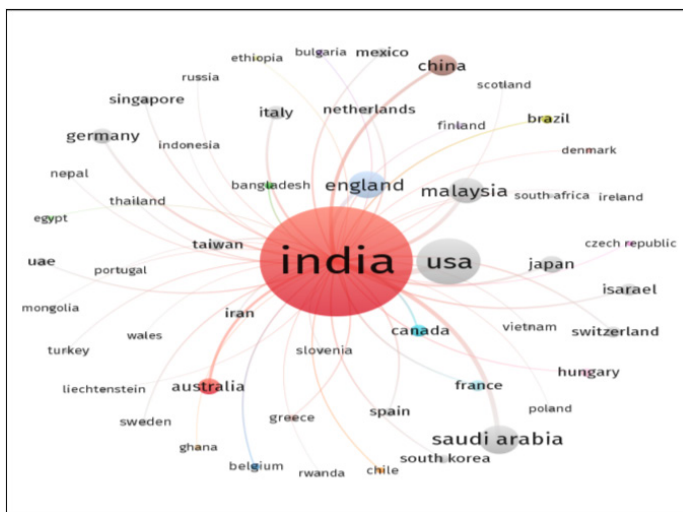 ethiopia
bulgaria
mexico
china
russia
scotland
singapore
italy
netherlands
brazil
germany
indonesia
finland
denmark
nepal
bangladesh
england
malaysia
south africa
ireland
thailand
egypt
taiwan
czech republic
uae
portugal
india
usa
japan
isarael
mongolia
iran
canada
vietnam
switzerland
wales
turkey
slovenia
liechtenstein
australia
france
hungary
sweden
greece
spain
poland
ghana
saudi arabia
belgium
rwanda
chile
south korea